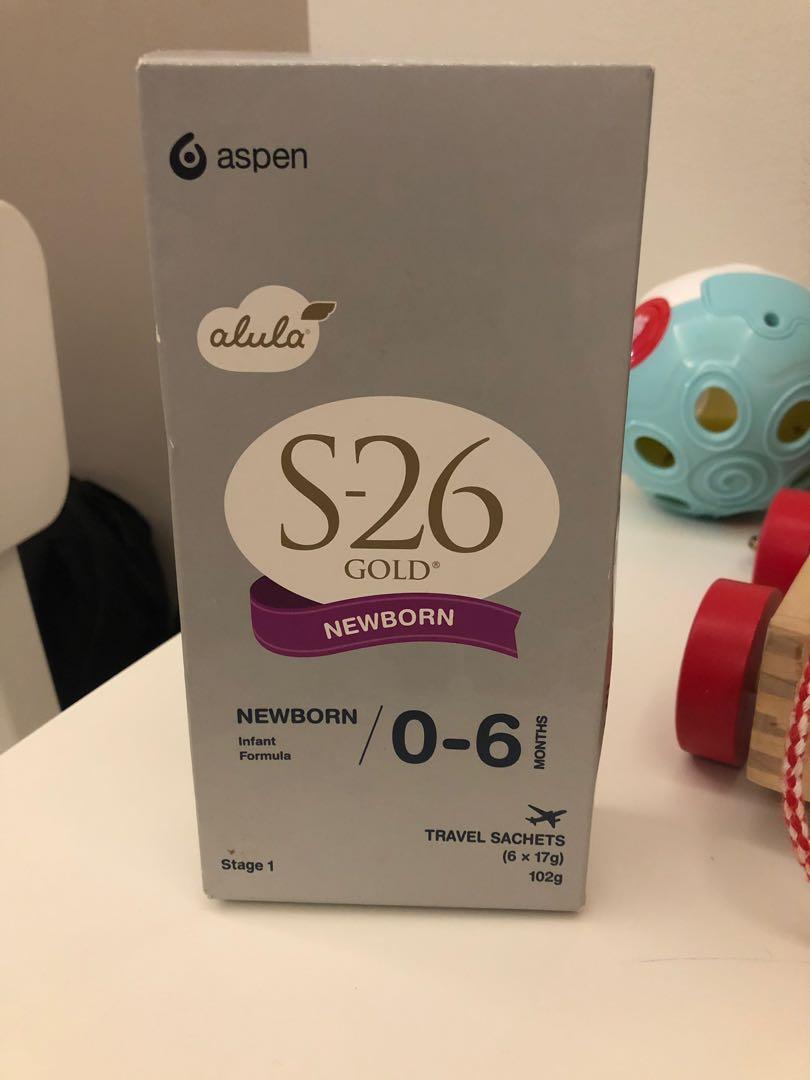 aspen
alula®
S-26
GOLD®
NEWBORN
NEWBORN / 0-6 MONTHS
Infant
Formula
TRAVEL SACHETS
(6 × 17g)
102g
Stage 1